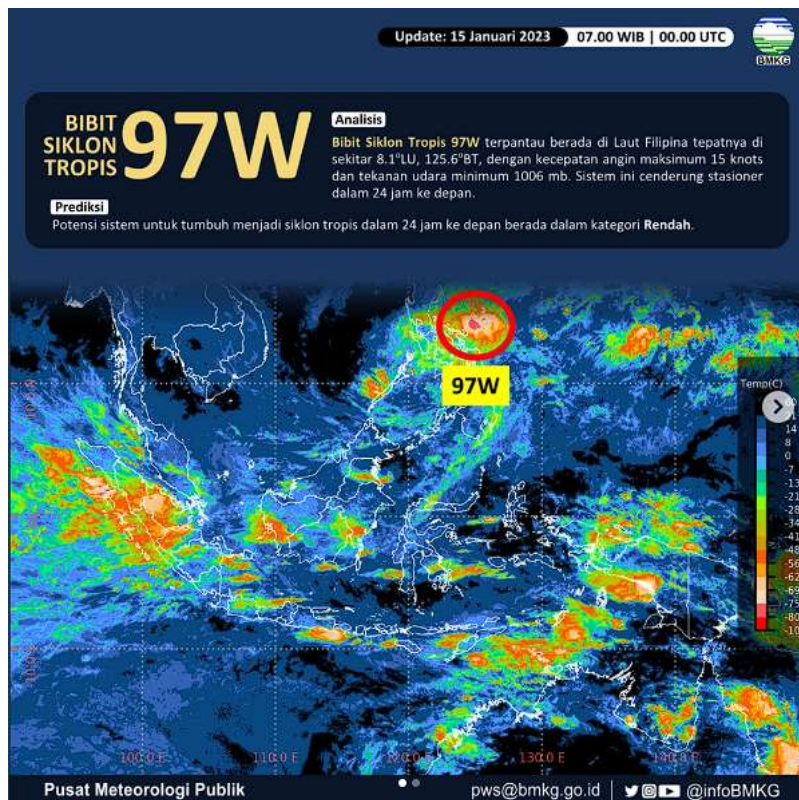 Update: 15 Januari 2023
07.00 WIB | 00.00 UTC
BMKG
BIBIT
SIKLON
TROPIS
97W
Analisis
Bibit Siklon Tropis 97W terpantau berada di Laut Filipina tepatnya di
sekitar 8.1°LU, 125.6°BT, dengan kecepatan angin maksimum 15 knots
dan tekanan udara minimum 1006 mb. Sistem ini cenderung stasioner
dalam 24 jam ke depan.
Prediksi
Potensi sistem untuk tumbuh menjadi siklon tropis dalam 24 jam ke depan berada dalam kategori Rendah.
97W
Temp(C)
14
8
0
-7
-13
-21
-28
-34
-41
-48
-56
-62
-69
-75
-80
-10
100.0 E
110.0 E
120.0 E
130.0 E
140.0 E
Pusat Meteorologi Publik
pws@bmkg.go.id | @infoBMKG